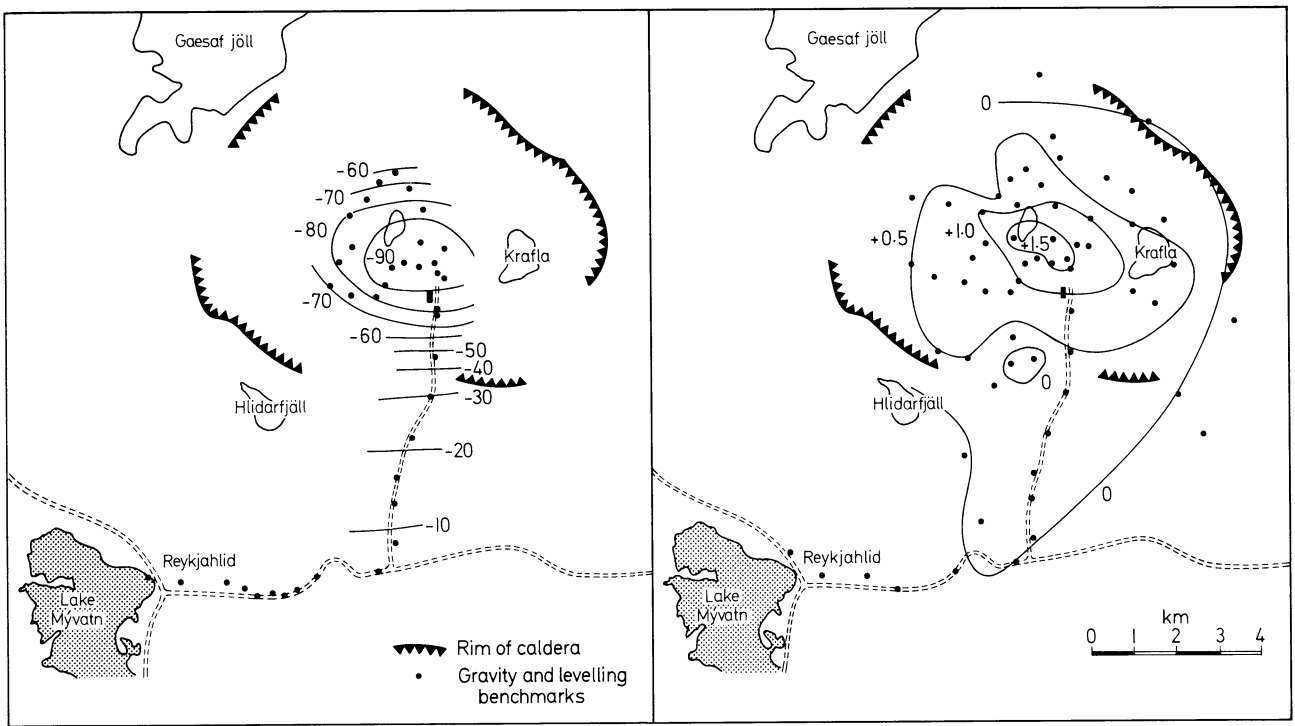 Gaesaf jöll
-60
-70
-80
-90
Krafla
-70
-60
-50
-40
-30
Hlidarfjäll
-20
-10
Reykjahlid
Lake
Mývatn
Rim of caldera
Gravity and levelling
benchmarks
Gaesaf jöll
0
+0.5
+1.0
+1.5
Krafla
0
Hlidarfjäll
0
Reykjahlid
Lake
Mývatn
km
0 1 2 3 4